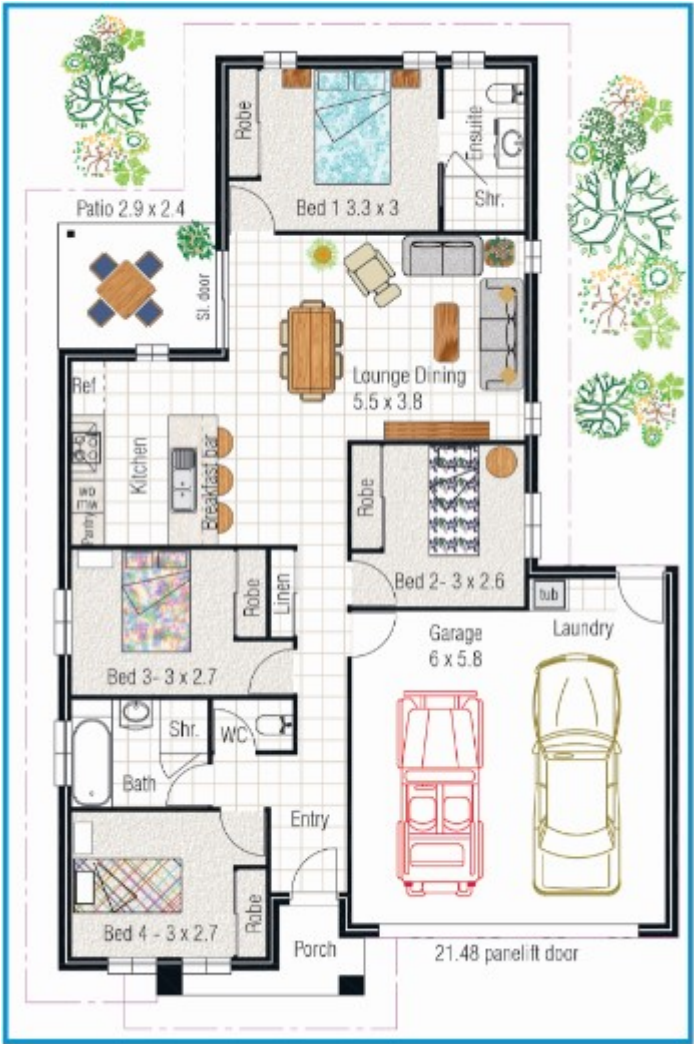 Robe
Ensuite
Bed 1 3.3 x 3
Shr.
Patio 2.9 x 2.4
Sl. door
Lounge Dining
5.5 x 3.8
Ref
Kitchen
Breakfast bar
WO
M/W
Pantry
Robe
Bed 2- 3 x 2.6
Robe
Linen
Bed 3- 3 x 2.7
tub
Laundry
Garage
6 x 5.8
Shr.
WC
Bath
Entry
Robe
Bed 4 - 3 x 2.7
Porch
21.48 panelift door